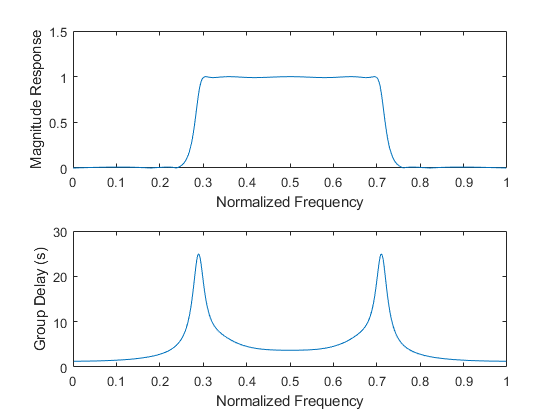 1.5
1
0.5
0
Magnitude Response
0 0.1 0.2 0.3 0.4 0.5 0.6 0.7 0.8 0.9 1
Normalized Frequency
30
20
10
0
Group Delay (s)
0 0.1 0.2 0.3 0.4 0.5 0.6 0.7 0.8 0.9 1
Normalized Frequency